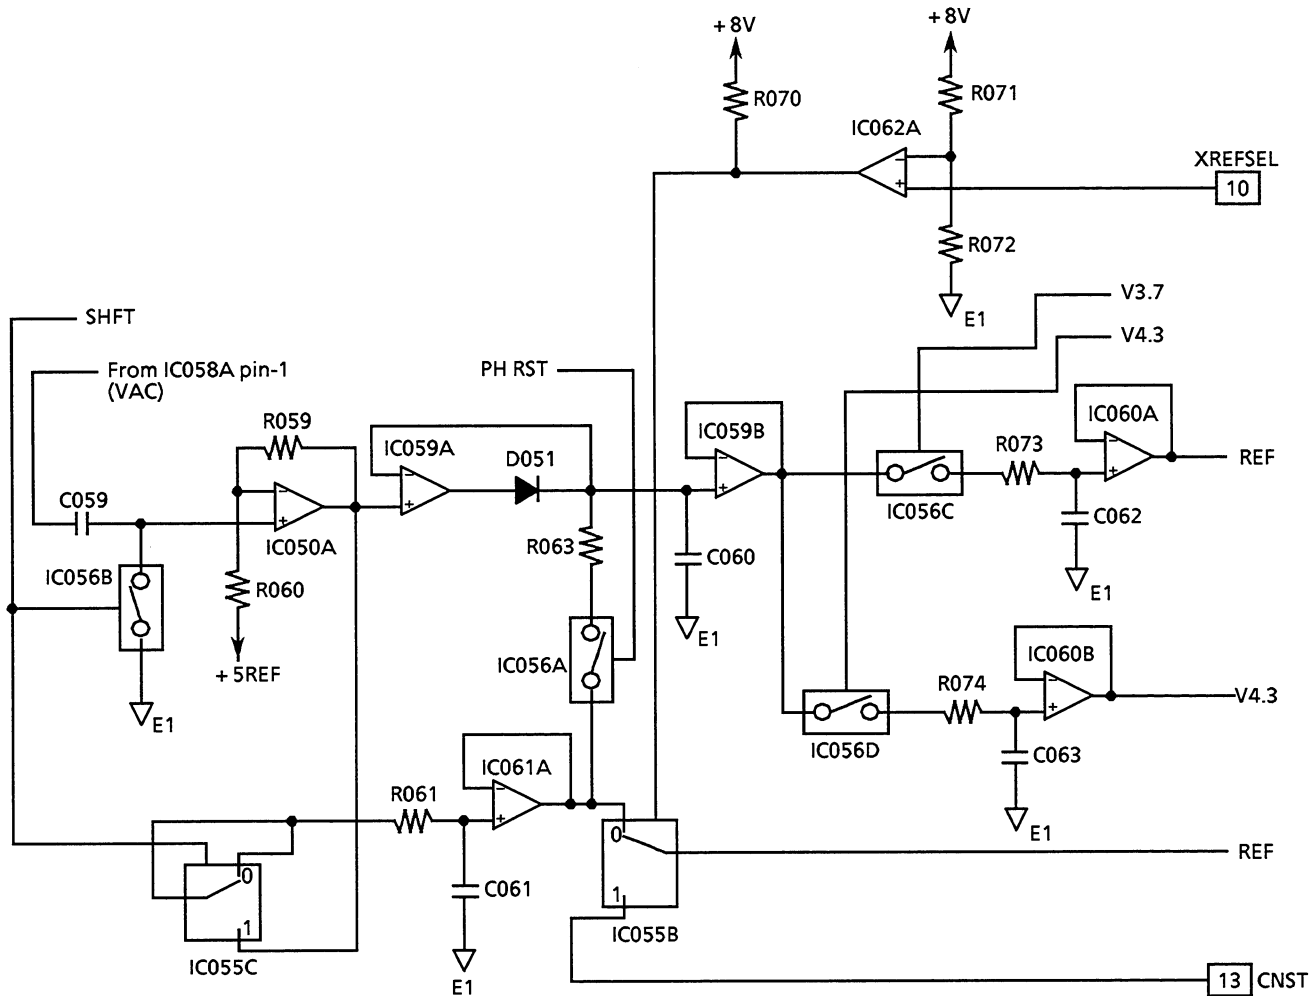 +8V
+8V
R070
R071
IC062A
−
+
XREFSEL
10
R072
E1
V3.7
SHFT
V4.3
From IC058A pin-1
(VAC)
PH RST
R059
IC059A
D051
IC059B
IC060A
−
+
R073
REF
C059
−
+
IC050A
−
+
−
+
IC056C
C062
R063
C060
IC056B
R060
E1
E1
+5REF
IC056A
IC060B
R074
−
+
V4.3
E1
IC056D
C063
IC061A
R061
−
+
E1
0
REF
0
1
C061
1
IC055B
IC055C
E1
13
CNST